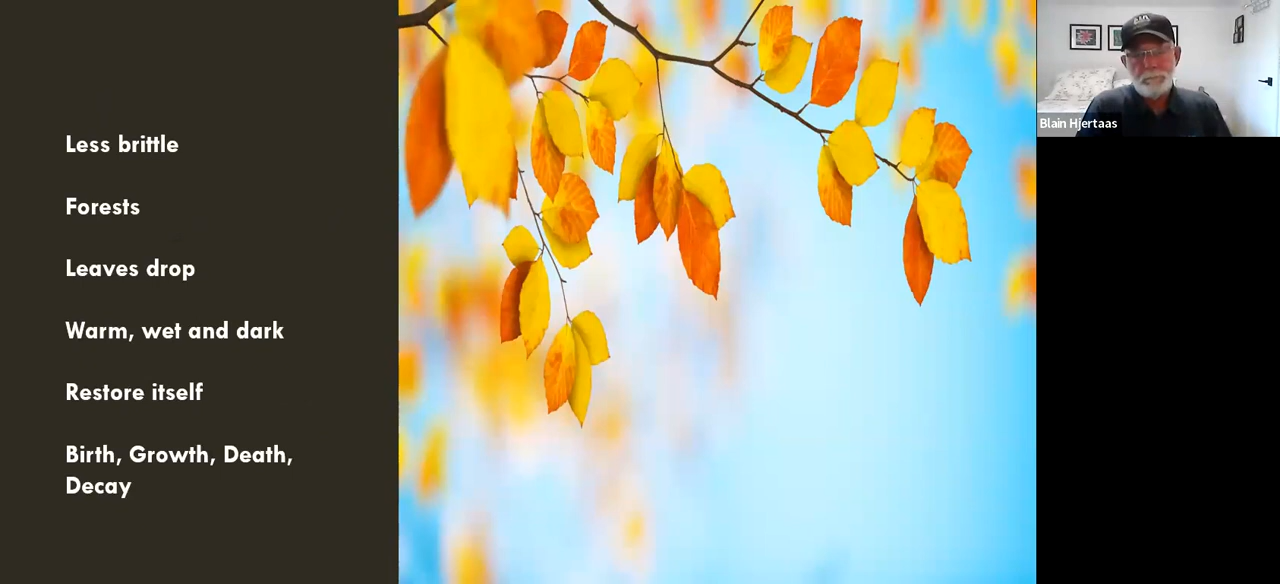 Less brittle
Forests
Leaves drop
Warm, wet and dark
Restore itself
Birth, Growth, Death,
Decay
Blain Hjertaas